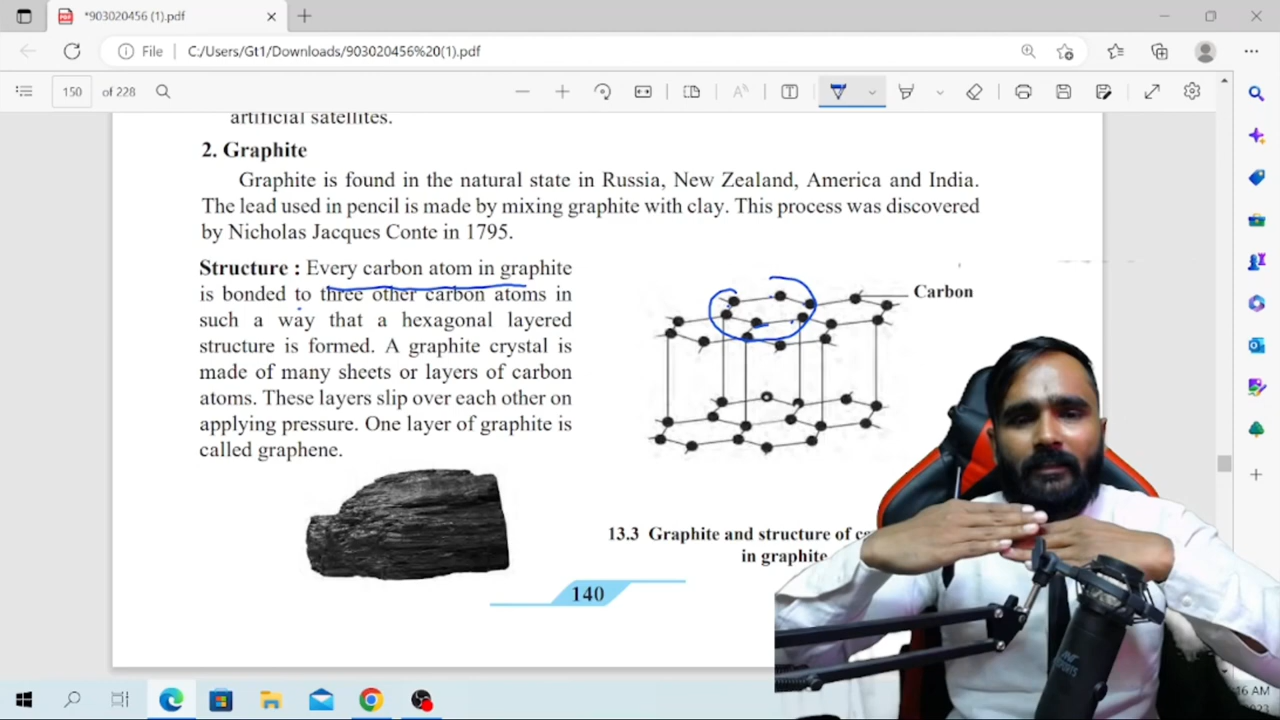 *903020456 (1).pdf
File | C:/Users/Gt1/Downloads/903020456%20(1).pdf
150 of 228
artificial satellites.
2. Graphite
Graphite is found in the natural state in Russia, New Zealand, America and India.
The lead used in pencil is made by mixing graphite with clay. This process was discovered
by Nicholas Jacques Conte in 1795.
Structure : Every carbon atom in graphite
is bonded to three other carbon atoms in
such a way that a hexagonal layered
structure is formed. A graphite crystal is
made of many sheets or layers of carbon
atoms. These layers slip over each other on
applying pressure. One layer of graphite is
called graphene.
Carbon
13.3 Graphite and structure of
in graphite
140